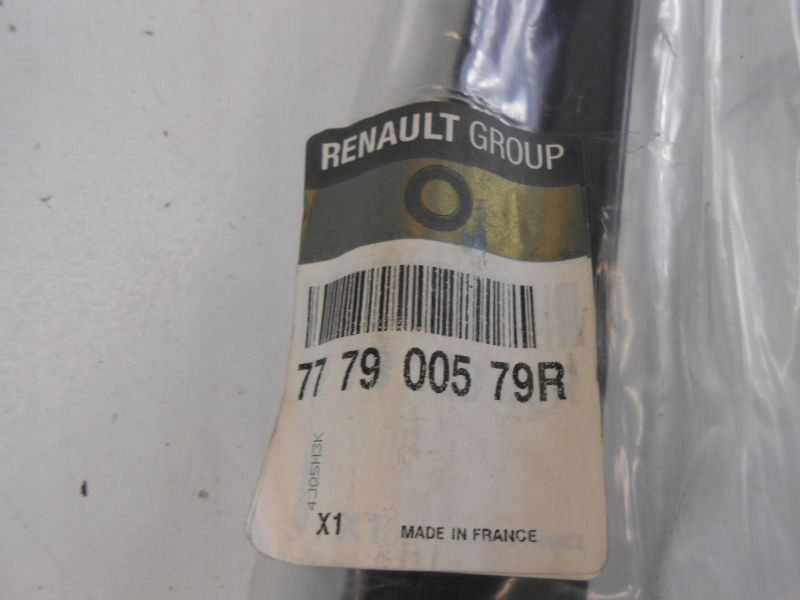 RENAULT GROUP
77 79 005 79R
4J05H3K
X1
MADE IN FRANCE